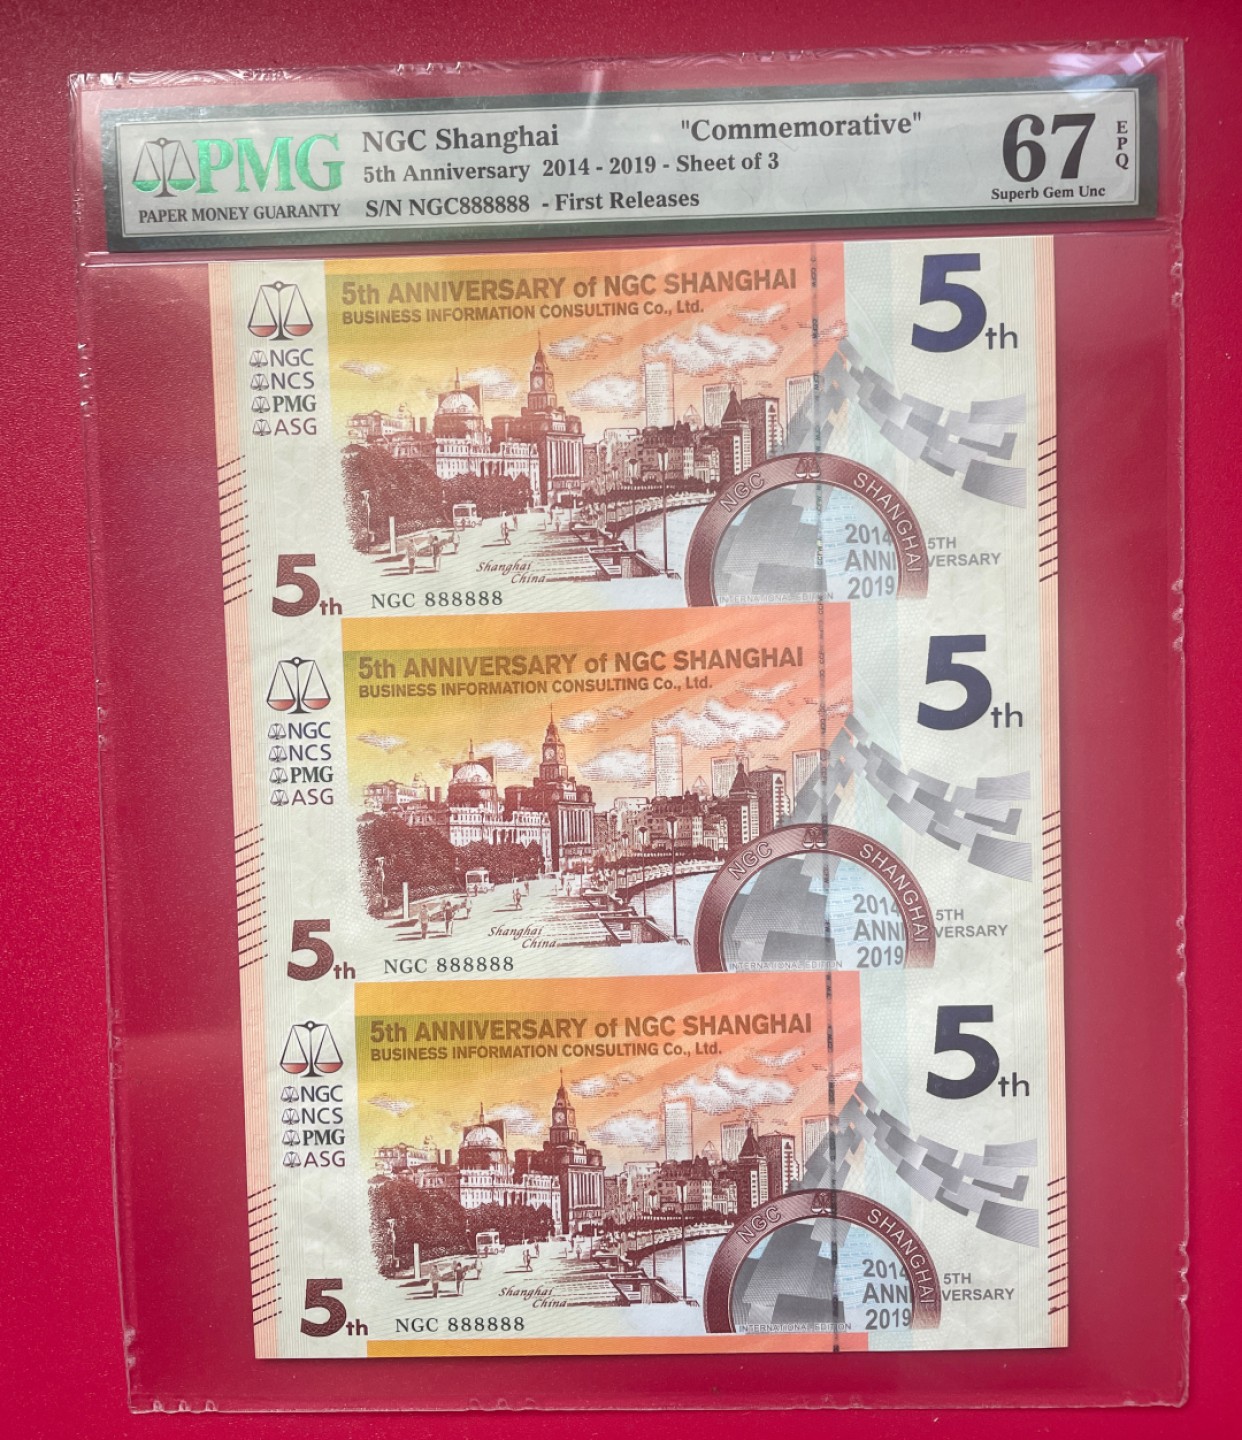 PMG
PAPER MONEY GUARANTY
NGC Shanghai "Commemorative"
5th Anniversary 2014 - 2019 - Sheet of 3
S/N NGC888888 - First Releases
67 EPQ
Superb Gem Unc
5th ANNIVERSARY of NGC SHANGHAI
BUSINESS INFORMATION CONSULTING Co., Ltd.
5th
NGC
NCS
PMG
ASG
NGC SHANGHAI
2014 5TH
ANNIVERSARY
2019
INTERNATIONAL EDITION
Shanghai
China
5th
NGC 888888
5th ANNIVERSARY of NGC SHANGHAI
BUSINESS INFORMATION CONSULTING Co., Ltd.
5th
NGC
NCS
PMG
ASG
NGC SHANGHAI
2014 5TH
ANNIVERSARY
2019
INTERNATIONAL EDITION
Shanghai
China
5th
NGC 888888
5th ANNIVERSARY of NGC SHANGHAI
BUSINESS INFORMATION CONSULTING Co., Ltd.
5th
NGC
NCS
PMG
ASG
NGC SHANGHAI
2014 5TH
ANNIVERSARY
2019
INTERNATIONAL EDITION
Shanghai
China
5th
NGC 888888